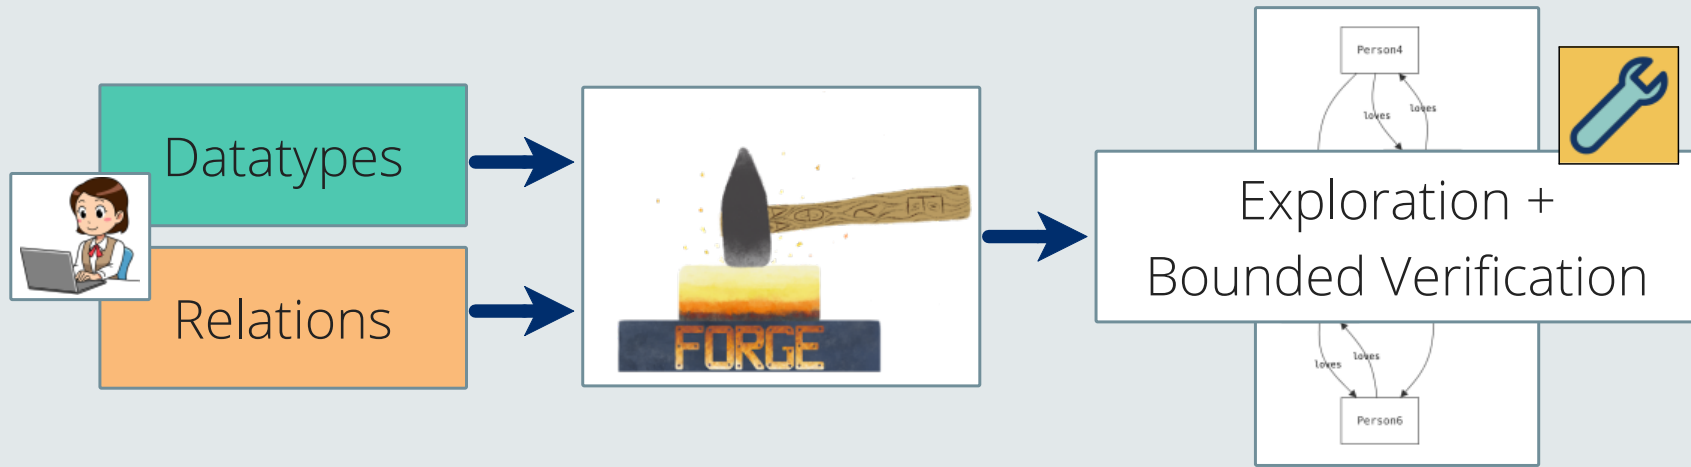 Datatypes
Relations
FORGE
Person4
loves
loves
Exploration +
Bounded Verification
loves
loves
Person6